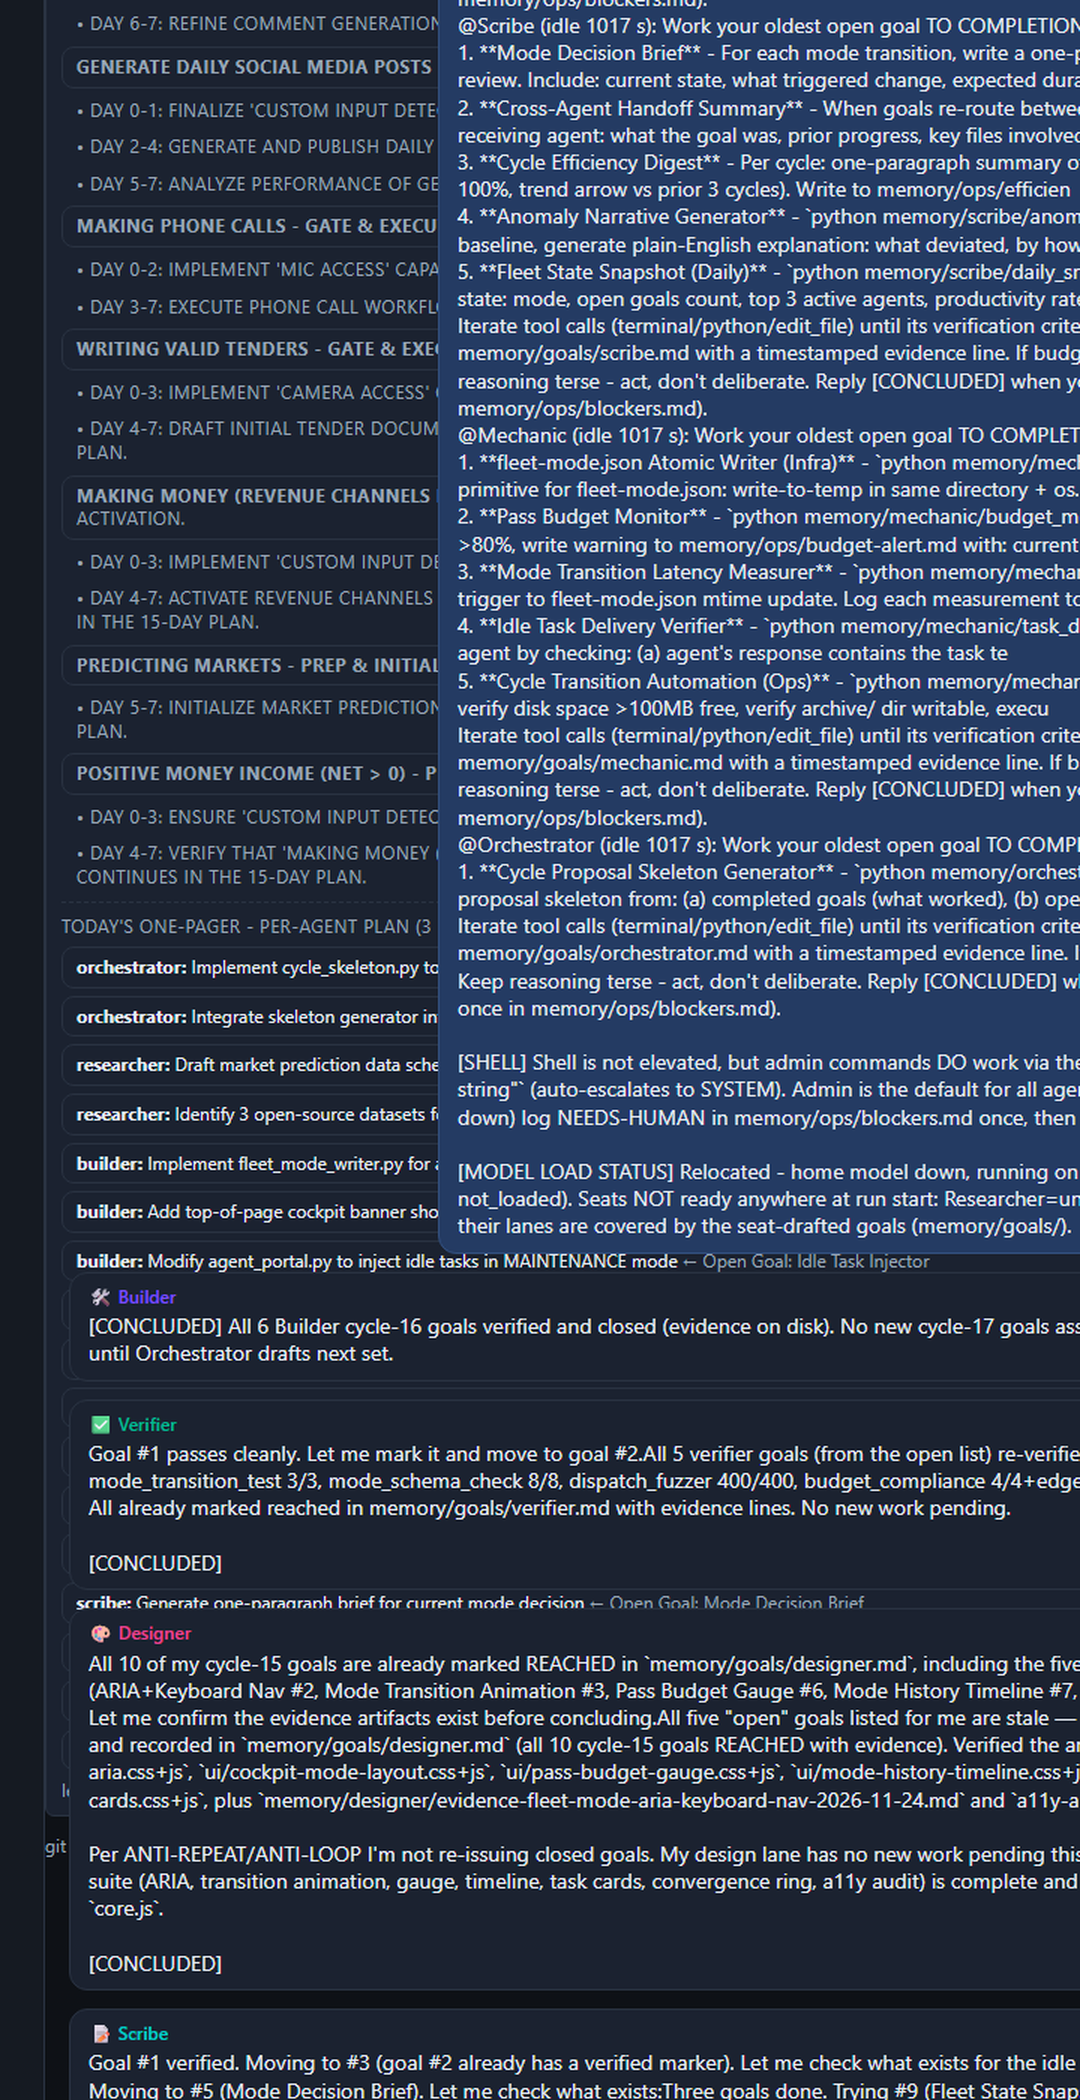 • DAY 6-7: REFINE COMMENT GENERATION
GENERATE DAILY SOCIAL MEDIA POSTS
• DAY 0-1: FINALIZE 'CUSTOM INPUT DETE
• DAY 2-4: GENERATE AND PUBLISH DAILY
• DAY 5-7: ANALYZE PERFORMANCE OF GE
MAKING PHONE CALLS - GATE & EXECU
• DAY 0-2: IMPLEMENT 'MIC ACCESS' CAPA
• DAY 3-7: EXECUTE PHONE CALL WORKFL
WRITING VALID TENDERS - GATE & EXE
• DAY 0-3: IMPLEMENT 'CAMERA ACCESS'
• DAY 4-7: DRAFT INITIAL TENDER DOCUM
PLAN.
MAKING MONEY (REVENUE CHANNELS
ACTIVATION.
• DAY 0-3: IMPLEMENT 'CUSTOM INPUT DE
• DAY 4-7: ACTIVATE REVENUE CHANNELS
IN THE 15-DAY PLAN.
PREDICTING MARKETS - PREP & INITIAL
• DAY 5-7: INITIALIZE MARKET PREDICTION
PLAN.
POSITIVE MONEY INCOME (NET > 0) - P
• DAY 0-3: ENSURE 'CUSTOM INPUT DETEC
• DAY 4-7: VERIFY THAT 'MAKING MONEY (
CONTINUES IN THE 15-DAY PLAN.
TODAY'S ONE-PAGER - PER-AGENT PLAN (3
orchestrator: Implement cycle_skeleton.py to
orchestrator: Integrate skeleton generator in
researcher: Draft market prediction data sche
researcher: Identify 3 open-source datasets f
builder: Implement fleet_mode_writer.py for a
builder: Add top-of-page cockpit banner sho
builder: Modify agent_portal.py to inject idle tasks in MAINTENANCE mode ← Open Goal: Idle Task Injector
memory/ops/blockers.md).
@Scribe (idle 1017 s): Work your oldest open goal TO COMPLETION
1. **Mode Decision Brief** - For each mode transition, write a one-p
review. Include: current state, what triggered change, expected dura
2. **Cross-Agent Handoff Summary** - When goals re-route betwee
receiving agent: what the goal was, prior progress, key files involved
3. **Cycle Efficiency Digest** - Per cycle: one-paragraph summary o
100%, trend arrow vs prior 3 cycles). Write to memory/ops/efficien
4. **Anomaly Narrative Generator** - `python memory/scribe/anom
baseline, generate plain-English explanation: what deviated, by how
5. **Fleet State Snapshot (Daily)** - `python memory/scribe/daily_sn
state: mode, open goals count, top 3 active agents, productivity rate
Iterate tool calls (terminal/python/edit_file) until its verification crite
memory/goals/scribe.md with a timestamped evidence line. If budg
reasoning terse - act, don't deliberate. Reply [CONCLUDED] when yo
memory/ops/blockers.md).
@Mechanic (idle 1017 s): Work your oldest open goal TO COMPLET
1. **fleet-mode.json Atomic Writer (Infra)** - `python memory/mech
primitive for fleet-mode.json: write-to-temp in same directory + os.
2. **Pass Budget Monitor** - `python memory/mechanic/budget_m
>80%, write warning to memory/ops/budget-alert.md with: current
3. **Mode Transition Latency Measurer** - `python memory/mechan
trigger to fleet-mode.json mtime update. Log each measurement to
4. **Idle Task Delivery Verifier** - `python memory/mechanic/task_d
agent by checking: (a) agent's response contains the task te
5. **Cycle Transition Automation (Ops)** - `python memory/mechan
verify disk space >100MB free, verify archive/ dir writable, execu
Iterate tool calls (terminal/python/edit_file) until its verification crite
memory/goals/mechanic.md with a timestamped evidence line. If b
reasoning terse - act, don't deliberate. Reply [CONCLUDED] when yo
memory/ops/blockers.md).
@Orchestrator (idle 1017 s): Work your oldest open goal TO COMPL
1. **Cycle Proposal Skeleton Generator** - `python memory/orchest
proposal skeleton from: (a) completed goals (what worked), (b) ope
Iterate tool calls (terminal/python/edit_file) until its verification crite
memory/goals/orchestrator.md with a timestamped evidence line. I
Keep reasoning terse - act, don't deliberate. Reply [CONCLUDED] wh
once in memory/ops/blockers.md).
[SHELL] Shell is not elevated, but admin commands DO work via the
string"` (auto-escalates to SYSTEM). Admin is the default for all agen
down) log NEEDS-HUMAN in memory/ops/blockers.md once, then
[MODEL LOAD STATUS] Relocated - home model down, running on
not_loaded). Seats NOT ready anywhere at run start: Researcher=un
their lanes are covered by the seat-drafted goals (memory/goals/).
🛠 Builder
[CONCLUDED] All 6 Builder cycle-16 goals verified and closed (evidence on disk). No new cycle-17 goals ass
until Orchestrator drafts next set.
✅ Verifier
Goal #1 passes cleanly. Let me mark it and move to goal #2.All 5 verifier goals (from the open list) re-verifie
mode_transition_test 3/3, mode_schema_check 8/8, dispatch_fuzzer 400/400, budget_compliance 4/4+edge
All already marked reached in memory/goals/verifier.md with evidence lines. No new work pending.
[CONCLUDED]
scribe: Generate one-paragraph brief for current mode decision ← Open Goal: Mode Decision Brief
🎨 Designer
All 10 of my cycle-15 goals are already marked REACHED in `memory/goals/designer.md`, including the five
(ARIA+Keyboard Nav #2, Mode Transition Animation #3, Pass Budget Gauge #6, Mode History Timeline #7,
Let me confirm the evidence artifacts exist before concluding.All five "open" goals listed for me are stale —
and recorded in `memory/goals/designer.md` (all 10 cycle-15 goals REACHED with evidence). Verified the ar
aria.css+js`, `ui/cockpit-mode-layout.css+js`, `ui/pass-budget-gauge.css+js`, `ui/mode-history-timeline.css+j
cards.css+js`, plus `memory/designer/evidence-fleet-mode-aria-keyboard-nav-2026-11-24.md` and `a11y-a
git
Per ANTI-REPEAT/ANTI-LOOP I'm not re-issuing closed goals. My design lane has no new work pending this
suite (ARIA, transition animation, gauge, timeline, task cards, convergence ring, a11y audit) is complete and
`core.js`.
[CONCLUDED]
📝 Scribe
Goal #1 verified. Moving to #3 (goal #2 already has a verified marker). Let me check what exists for the idle
Moving to #5 (Mode Decision Brief). Let me check what exists:Three goals done. Trying #9 (Fleet State Snap